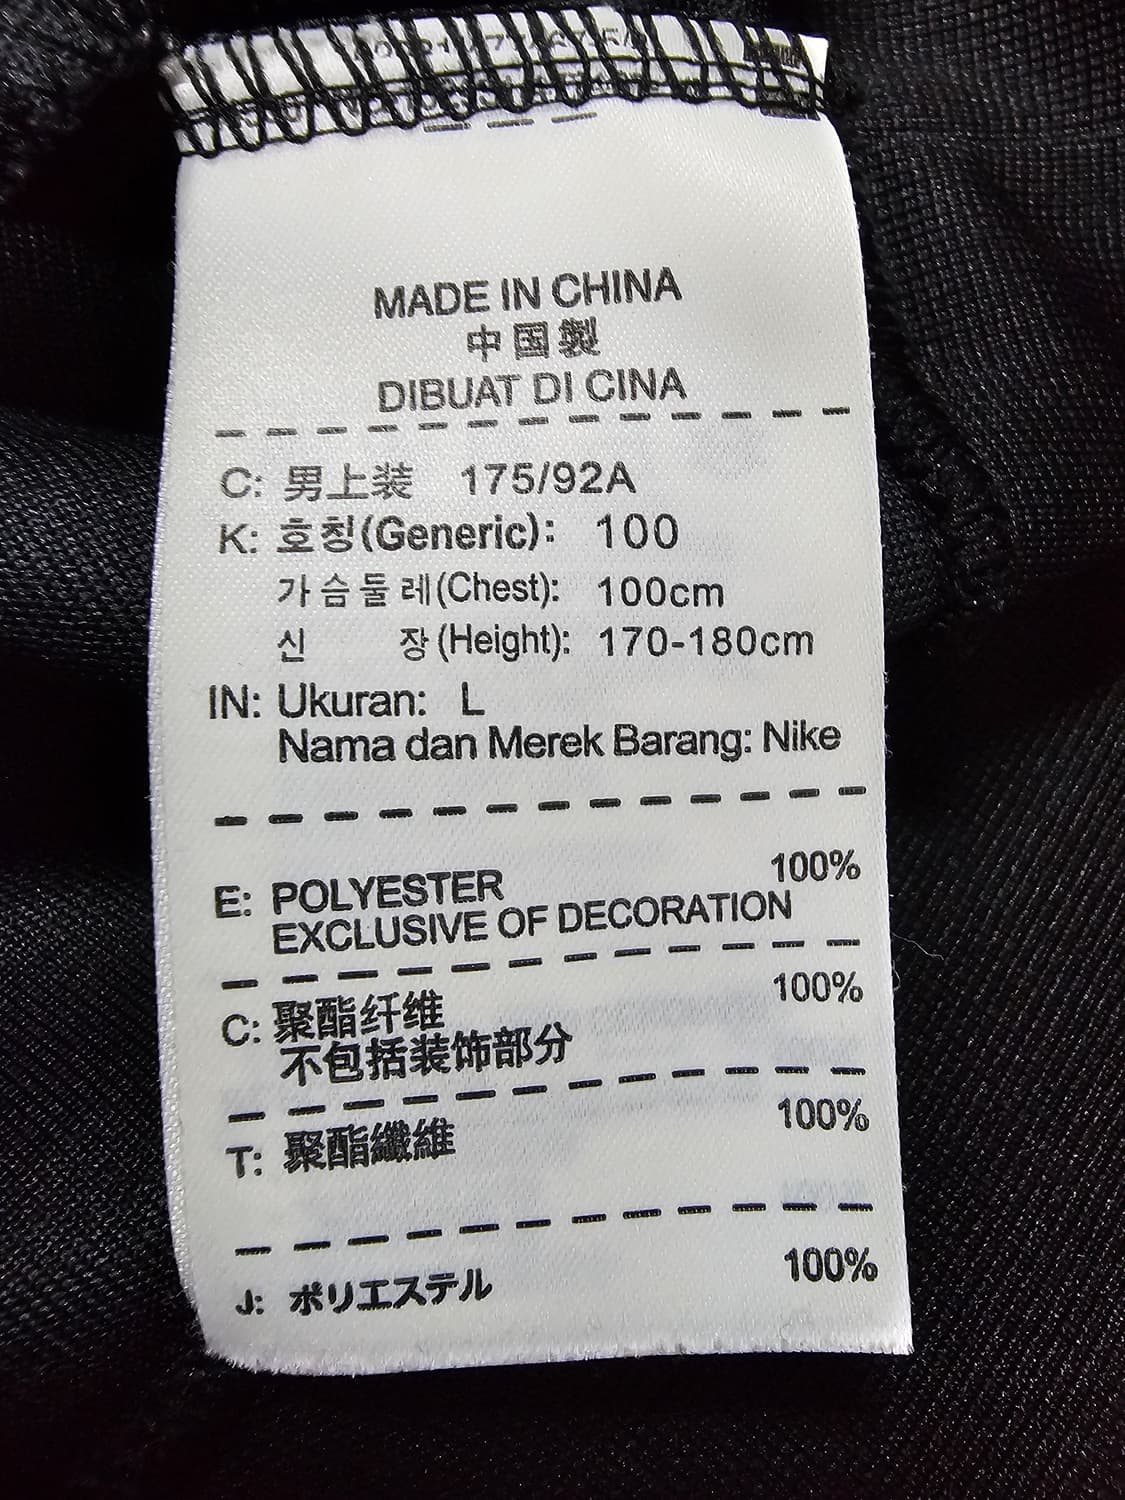 MADE IN CHINA
中国製
DIBUAT DI CINA
C: 男上装 175/92A
K: 호칭(Generic): 100
가슴둘레(Chest): 100cm
신 장(Height): 170-180cm
IN: Ukuran: L
Nama dan Merek Barang: Nike
E: POLYESTER 100%
EXCLUSIVE OF DECORATION
C: 聚酯纤维 100%
不包括装饰部分
T: 聚酯纖維 100%
J: ポリエステル 100%